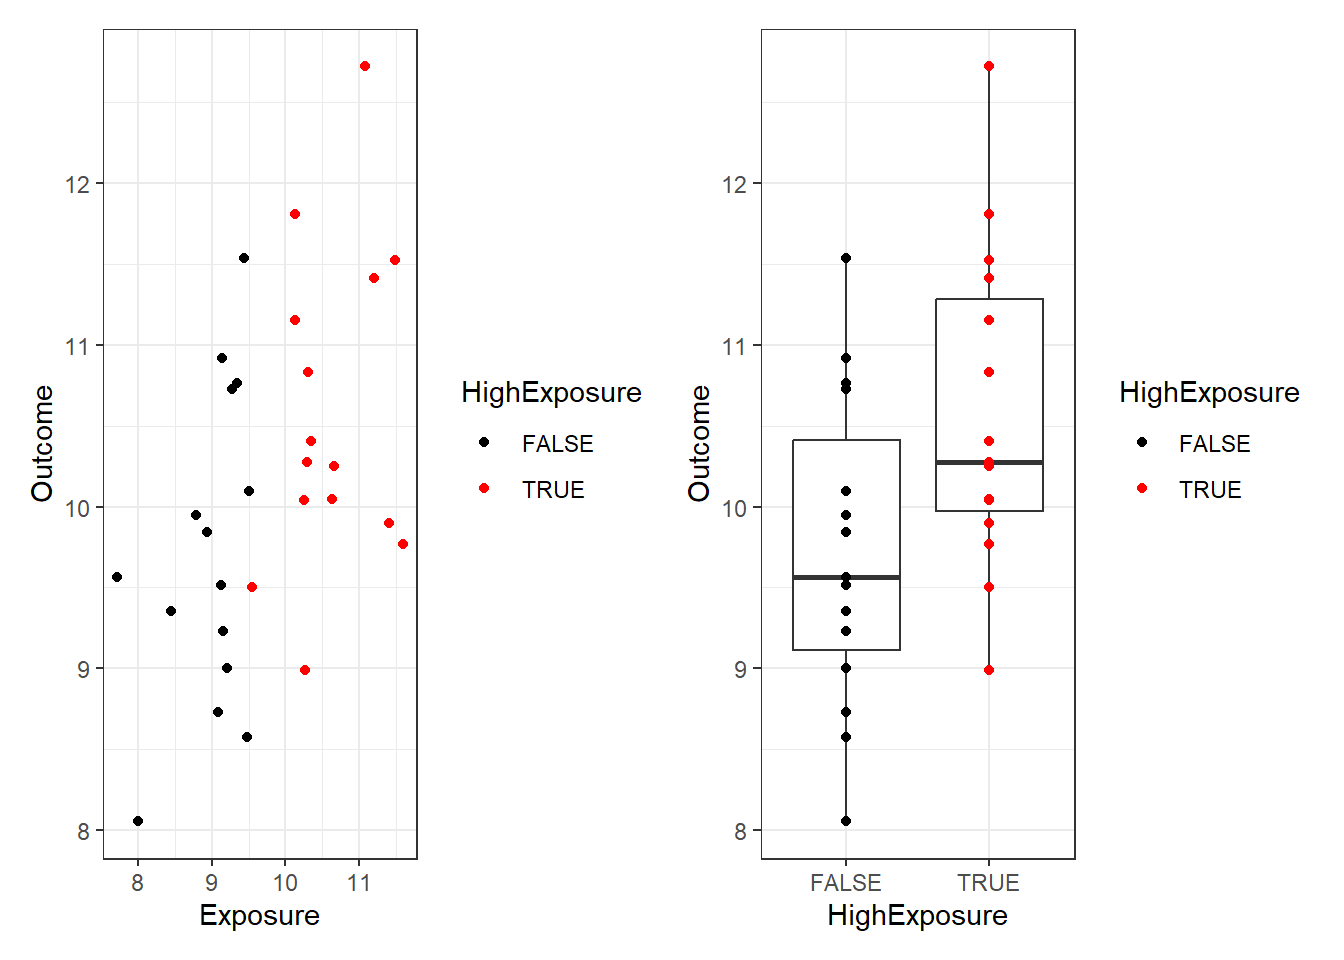 Outcome
12
11
10
9
8
8 9 10 11
Exposure
HighExposure
FALSE
TRUE
Outcome
12
11
10
9
8
FALSE TRUE
HighExposure
HighExposure
FALSE
TRUE